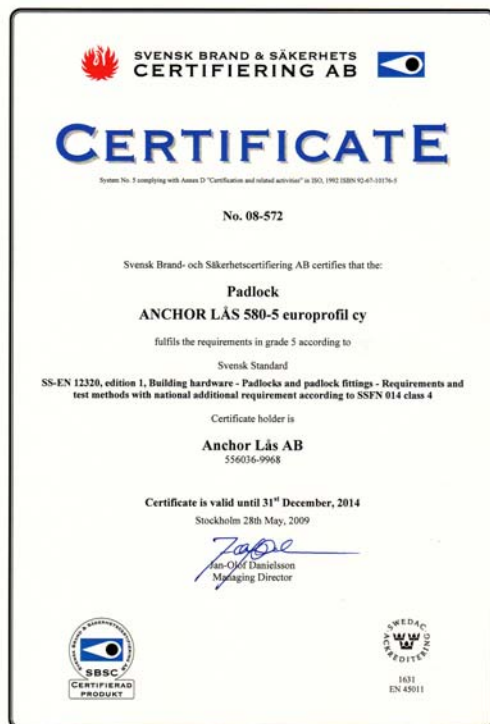 SVENSK BRAND & SÄKERHETS
CERTIFIERING AB
CERTIFICATE
System No. 5 complying with Annex D "Certification and related activities" in ISO, 1992 ISBN 92-67-10176-5
No. 08-572
Svensk Brand- och Säkerhetscertifiering AB certifies that the:
Padlock
ANCHOR LÅS 580-5 europrofil cy
fulfils the requirements in grade 5 according to
Svensk Standard
SS-EN 12320, edition 1, Building hardware - Padlocks and padlock fittings - Requirements and
test methods with national additional requirement according to SSFN 014 class 4
Certificate holder is
Anchor Lås AB
556036-9968
Certificate is valid until 31st December, 2014
Stockholm 28th May, 2009
Jan-Olof Danielsson
Managing Director
SVENSK BRAND & SÄKERHETSCERTIFIERING AB
SBSC
CERTIFIERAD
PRODUKT
SWEDAC
ACKREDITERING
1631
EN 45011